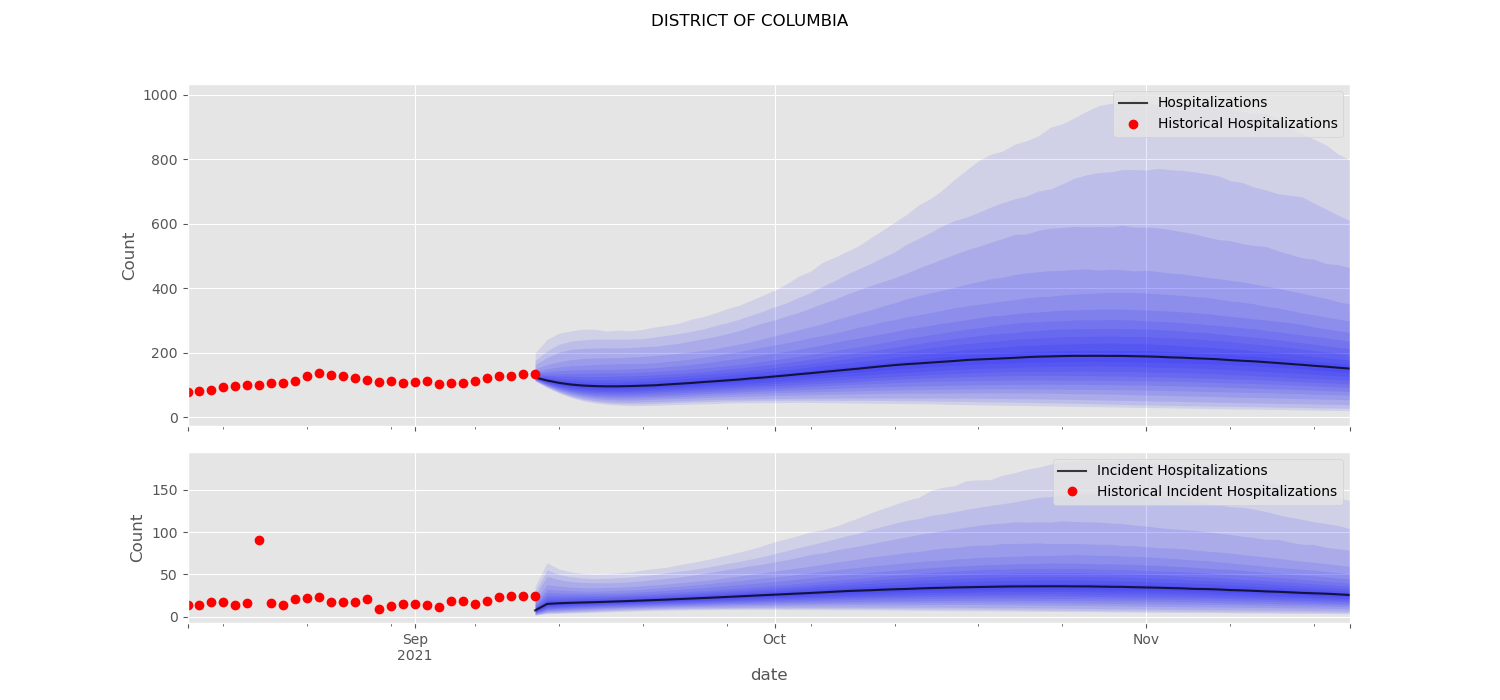 DISTRICT OF COLUMBIA
1000
800
600
400
200
0
Count
Hospitalizations
Historical Hospitalizations
150
100
50
0
Count
Incident Hospitalizations
Historical Incident Hospitalizations
Sep
2021
Oct
Nov
date